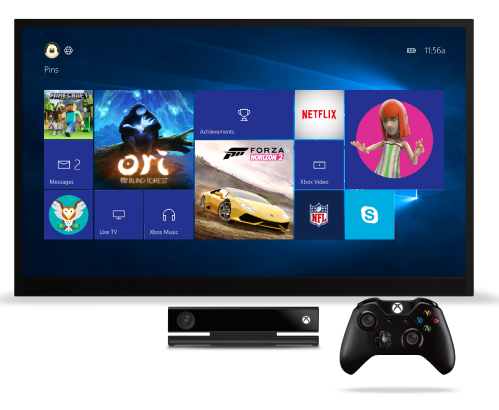 11:56a
Pins
MINECRAFT
ori
AND THE BLIND FOREST
Achievements
NETFLIX
FORZA
HORIZON 2
Messages
2
Xbox Video
Live TV
Xbox Music
NFL
S